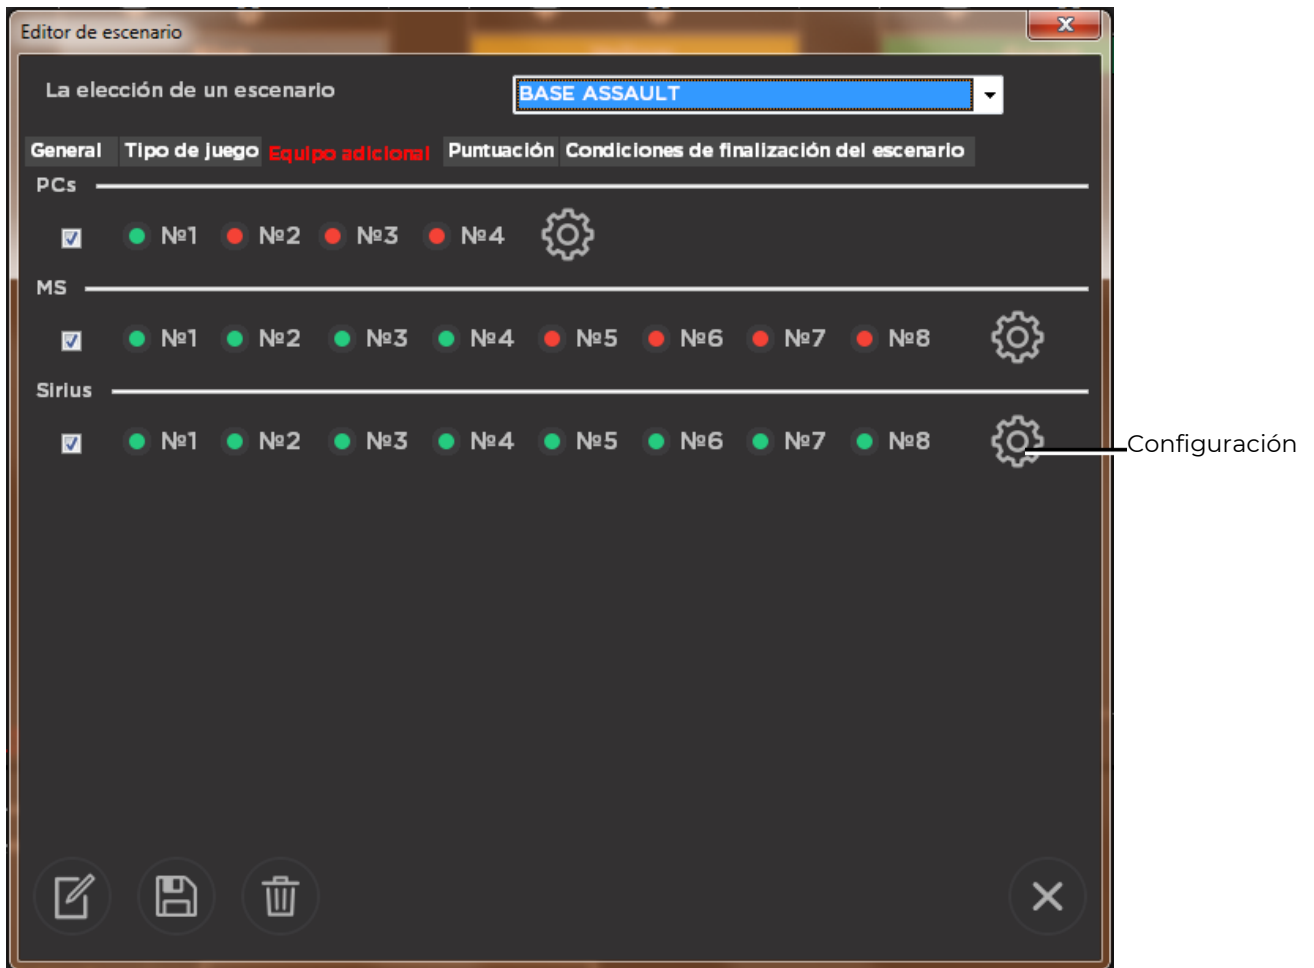 Editor de escenario
La elección de un escenario BASE ASSAULT
General Tipo de juego Equipo adicional Puntuación Condiciones de finalización del escenario
PCs
№1 №2 №3 №4
MS
№1 №2 №3 №4 №5 №6 №7 №8
Sirius
№1 №2 №3 №4 №5 №6 №7 №8
Configuración